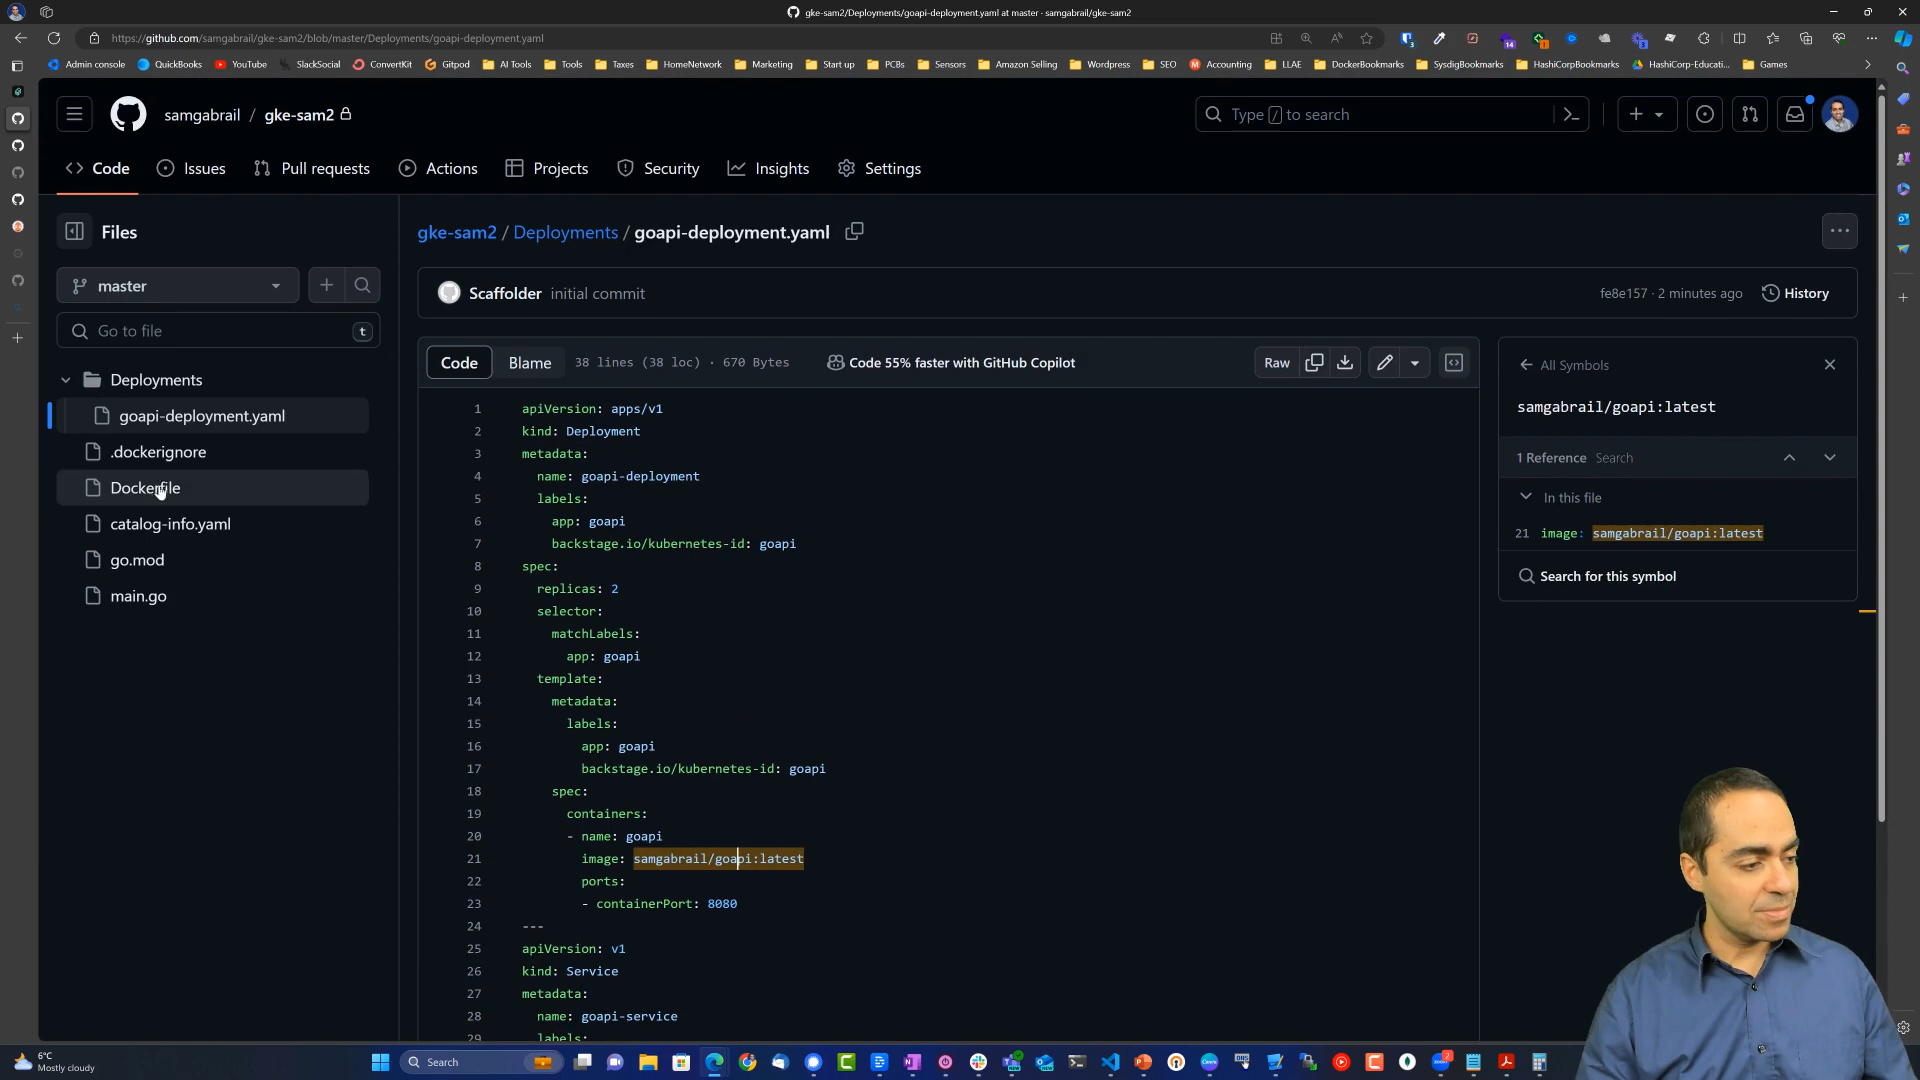 gke-sam2/Deployments/goapi-deployment.yaml at master · samgabrail/gke-sam2
https://github.com/samgabrail/gke-sam2/blob/master/Deployments/goapi-deployment.yaml
Admin console QuickBooks YouTube SlackSocial ConvertKit Gitpod AI Tools Tools Taxes HomeNetwork Marketing Start up PCBs Sensors Amazon Selling Wordpress SEO Accounting LLAE DockerBookmarks SysdigBookmarks HashiCorpBookmarks HashiCorp-Educati... Games
samgabrail / gke-sam2
Type / to search
Code Issues Pull requests Actions Projects Security Insights Settings
Files
master
Go to file t
Deployments
goapi-deployment.yaml
.dockerignore
Dockerfile
catalog-info.yaml
go.mod
main.go
gke-sam2 / Deployments / goapi-deployment.yaml
Scaffolder initial commit
fe8e157 · 2 minutes ago History
Code Blame 38 lines (38 loc) · 670 Bytes Code 55% faster with GitHub Copilot Raw
1 apiVersion: apps/v1
2 kind: Deployment
3 metadata:
4 name: goapi-deployment
5 labels:
6 app: goapi
7 backstage.io/kubernetes-id: goapi
8 spec:
9 replicas: 2
10 selector:
11 matchLabels:
12 app: goapi
13 template:
14 metadata:
15 labels:
16 app: goapi
17 backstage.io/kubernetes-id: goapi
18 spec:
19 containers:
20 - name: goapi
21 image: samgabrail/goapi:latest
22 ports:
23 - containerPort: 8080
24 ---
25 apiVersion: v1
26 kind: Service
27 metadata:
28 name: goapi-service
29 labels:
All Symbols
samgabrail/goapi:latest
1 Reference Search
In this file
21 image: samgabrail/goapi:latest
Search for this symbol
6°C
Mostly cloudy
Search